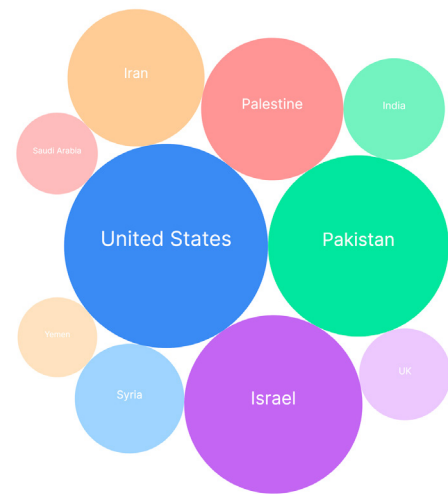 Iran
Palestine
India
Saudi Arabia
United States
Pakistan
Yemen
Syria
Israel
UK